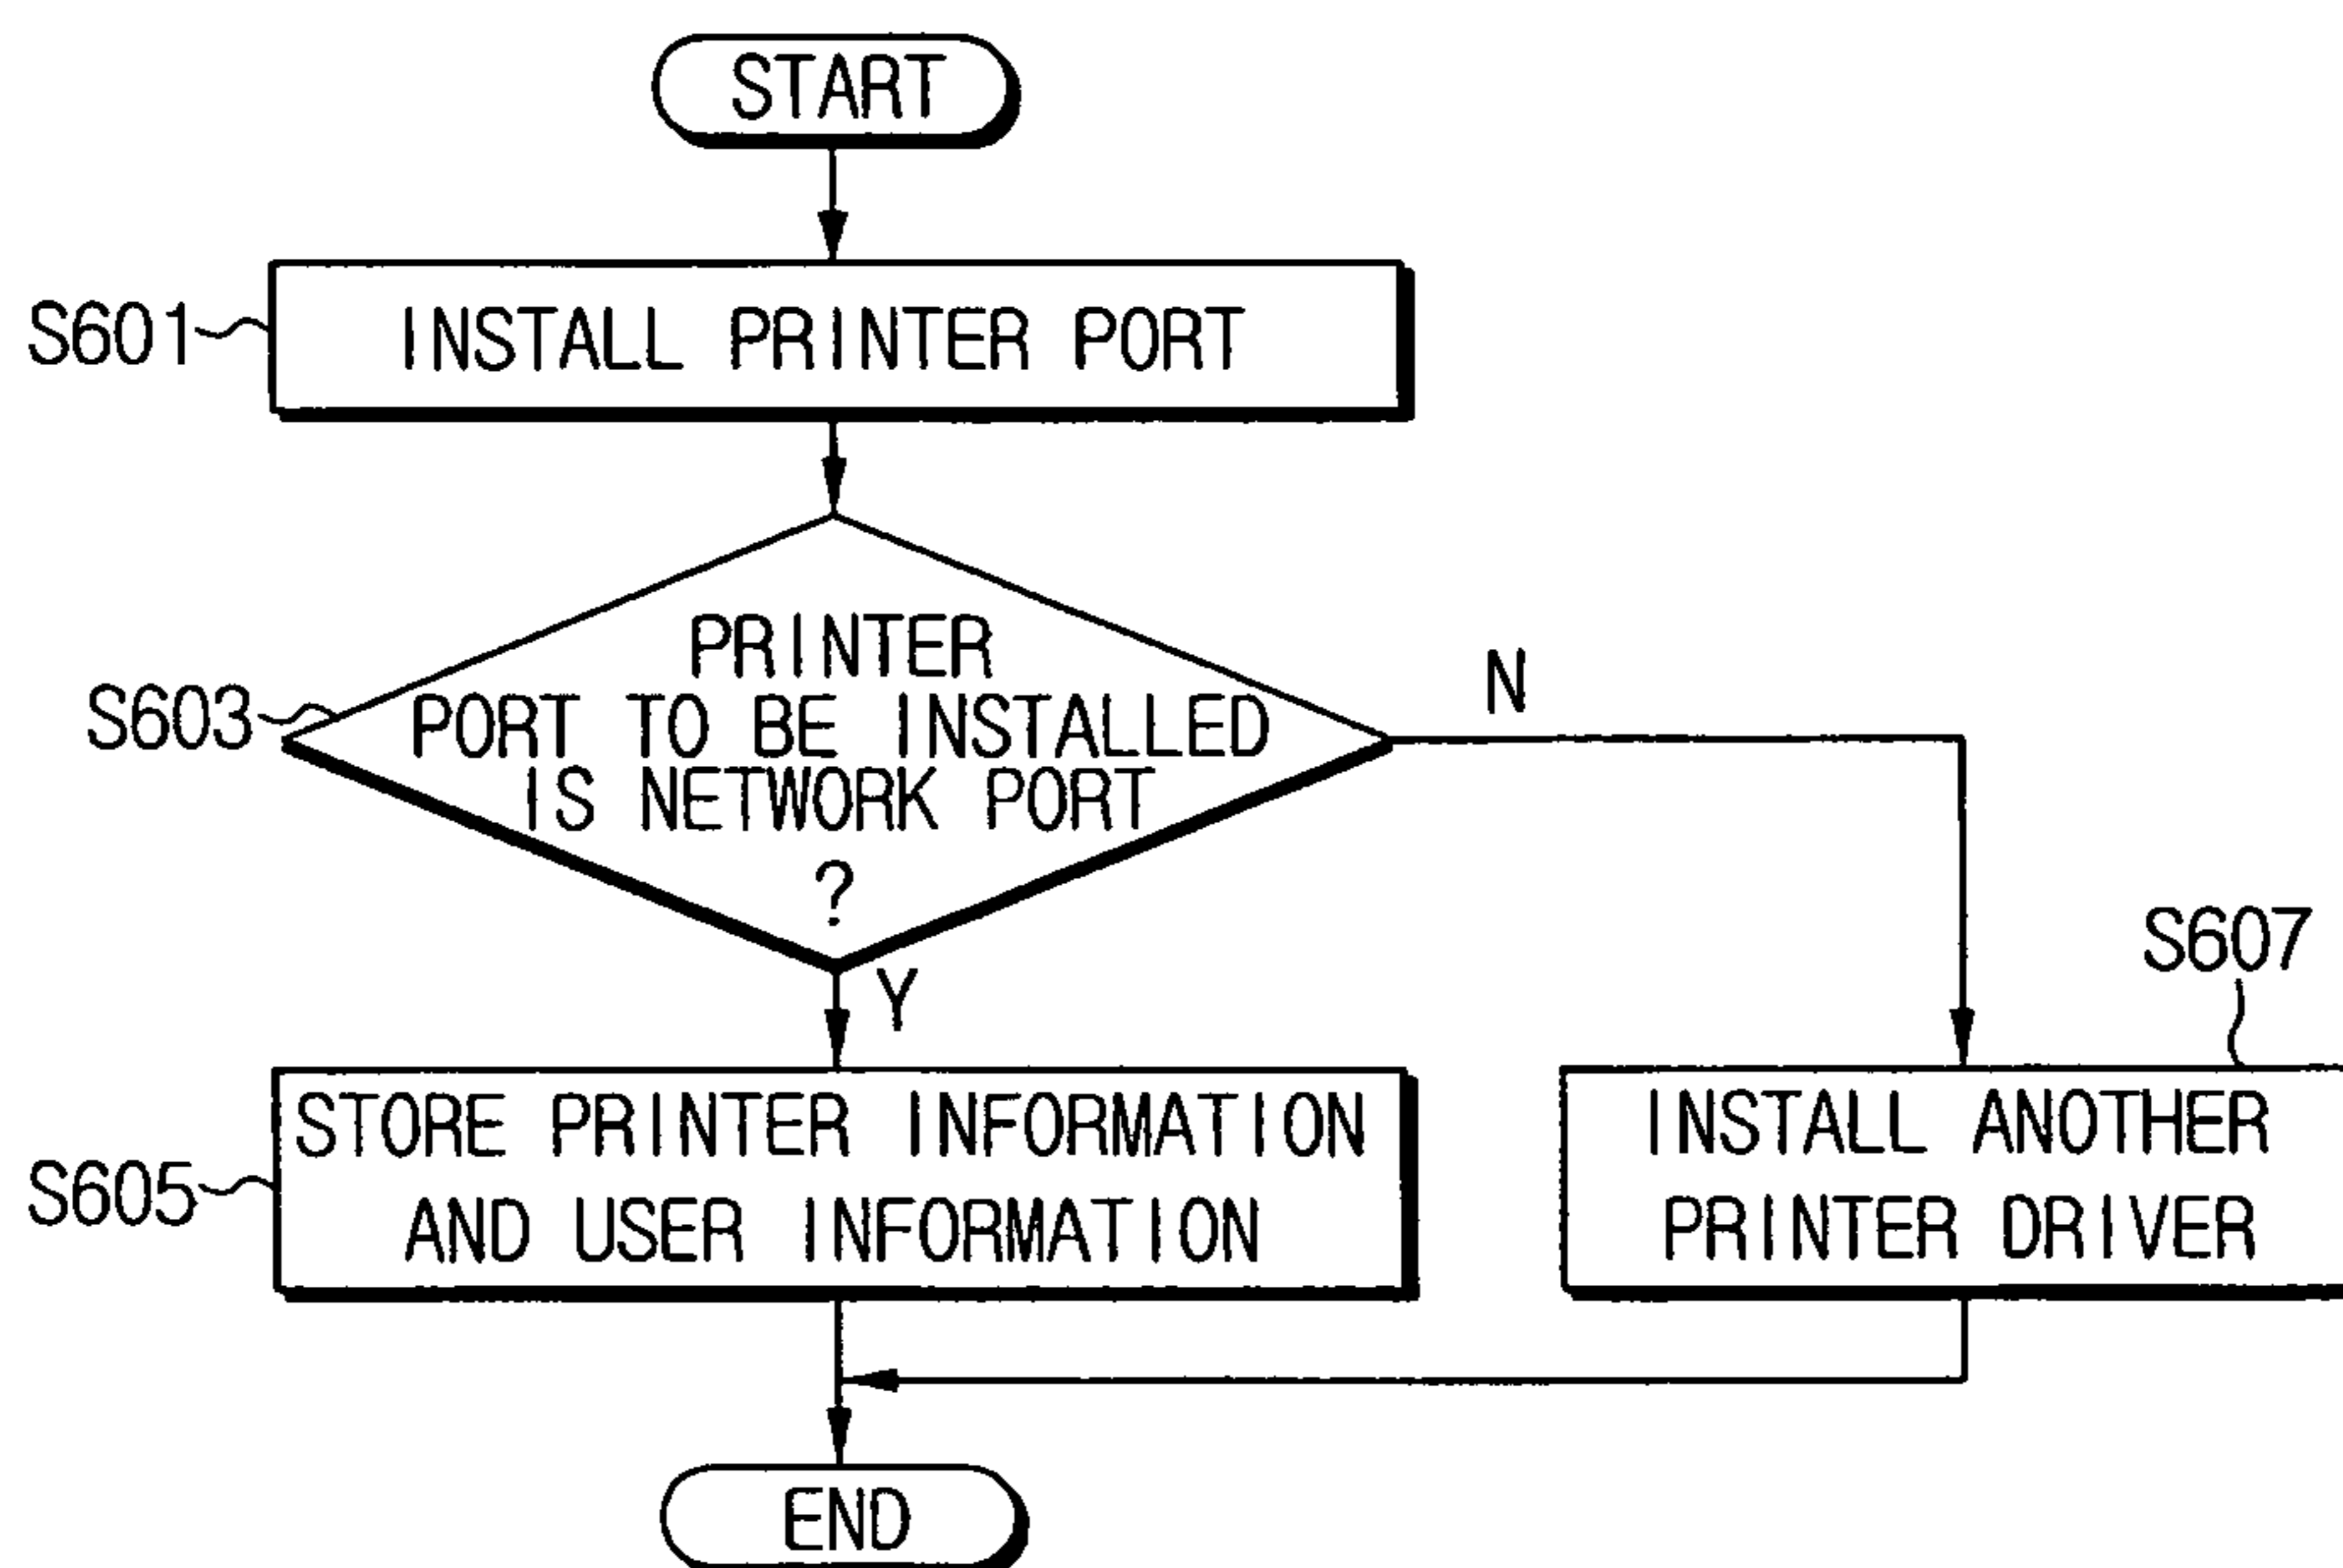 START
S601
INSTALL PRINTER PORT
PRINTER
S603
PORT TO BE INSTALLED
IS NETWORK PORT
?
N
Y
S607
STORE PRINTER INFORMATION
AND USER INFORMATION
S605
INSTALL ANOTHER
PRINTER DRIVER
END